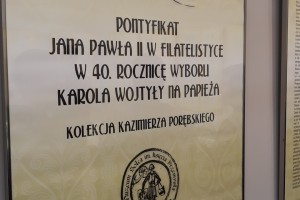 PONTYFIKAT
JANA PAWŁA II W FILATELISTYCE
W 40. ROCZNICĘ WYBORU
KAROLA WOJTYŁY NA PAPIEŻA
KOLEKCJA KAZIMIERZA PORĘBSKIEGO